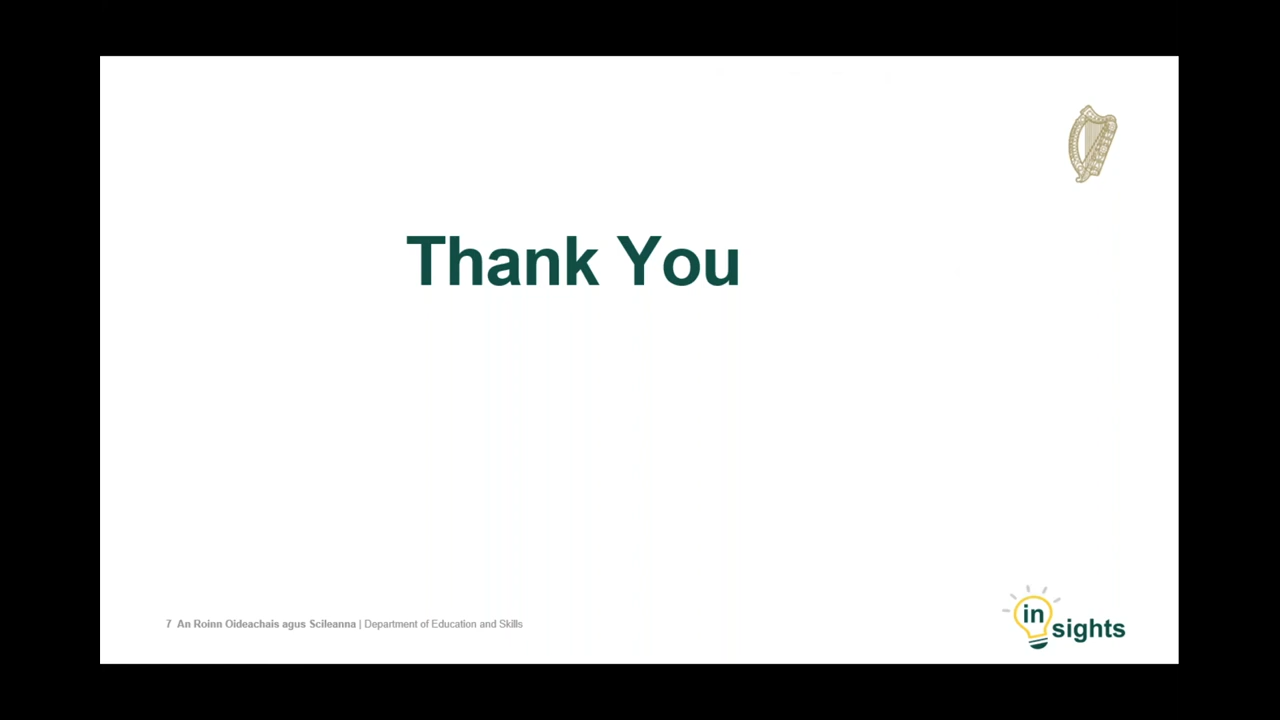 Thank You
7 An Roinn Oideachais agus Scileanna | Department of Education and Skills
in
sights